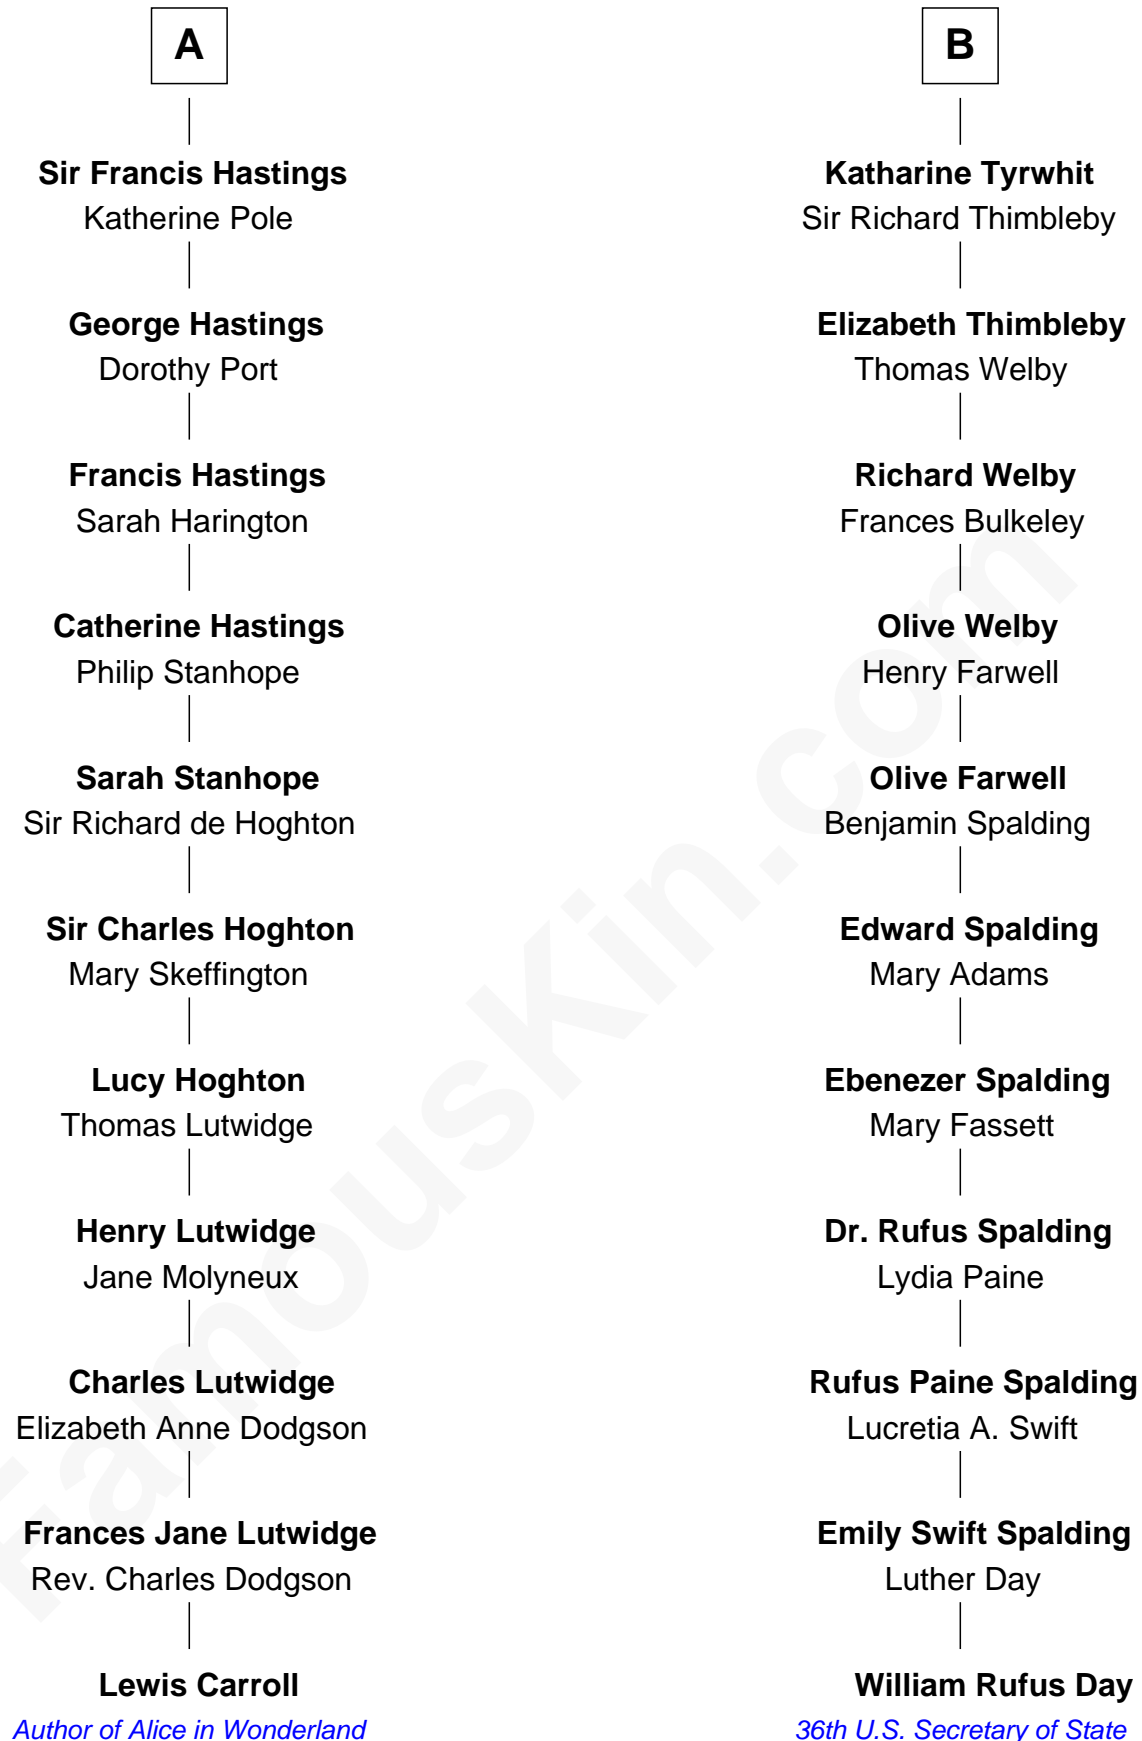 A
Sir Francis Hastings
Katherine Pole
George Hastings
Dorothy Port
Francis Hastings
Sarah Harington
Catherine Hastings
Philip Stanhope
Sarah Stanhope
Sir Richard de Hoghton
Sir Charles Hoghton
Mary Skeffington
Lucy Hoghton
Thomas Lutwidge
Henry Lutwidge
Jane Molyneux
Charles Lutwidge
Elizabeth Anne Dodgson
Frances Jane Lutwidge
Rev. Charles Dodgson
Lewis Carroll
Author of Alice in Wonderland
B
Katharine Tyrwhit
Sir Richard Thimbleby
Elizabeth Thimbleby
Thomas Welby
Richard Welby
Frances Bulkeley
Olive Welby
Henry Farwell
Olive Farwell
Benjamin Spalding
Edward Spalding
Mary Adams
Ebenezer Spalding
Mary Fassett
Dr. Rufus Spalding
Lydia Paine
Rufus Paine Spalding
Lucretia A. Swift
Emily Swift Spalding
Luther Day
William Rufus Day
36th U.S. Secretary of State
FamousKin.com